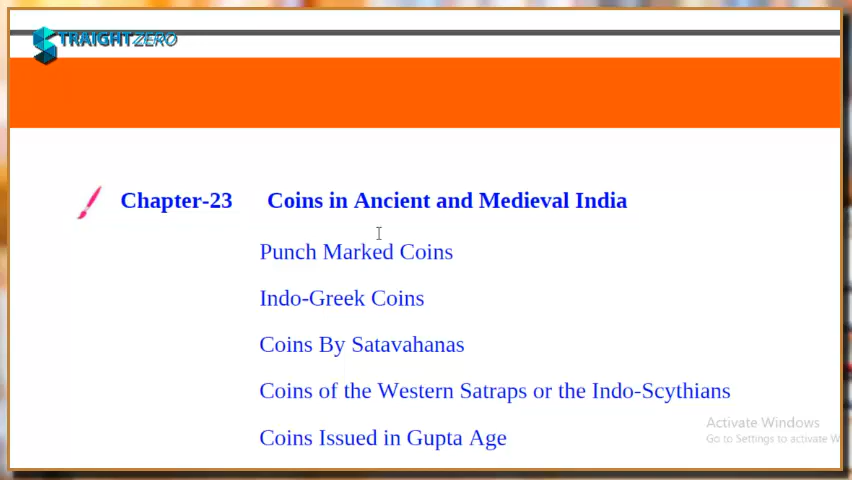 STRAIGHTZERO
Chapter-23 Coins in Ancient and Medieval India
Punch Marked Coins
Indo-Greek Coins
Coins By Satavahanas
Coins of the Western Satraps or the Indo-Scythians
Activate Windows
Go to Settings to activate W
Coins Issued in Gupta Age